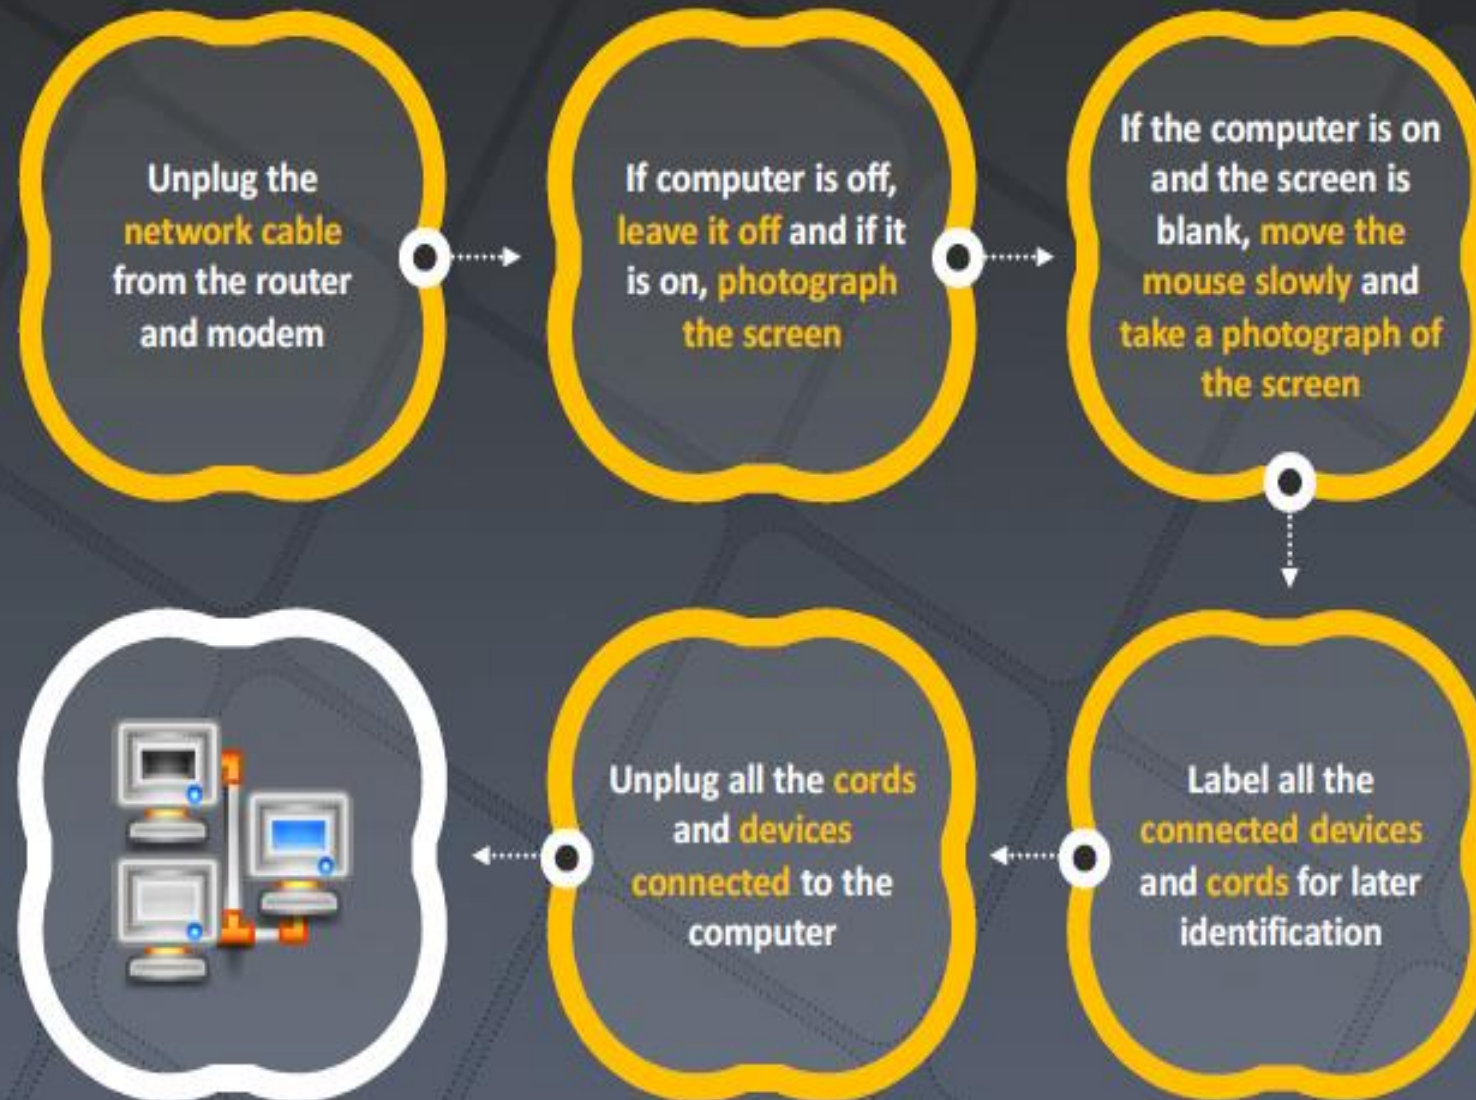 Unplug the
network cable
from the router
and modem
If computer is off,
leave it off and if it
is on, photograph
the screen
If the computer is on
and the screen is
blank, move the
mouse slowly and
take a photograph of
the screen
Label all the
connected devices
and cords for later
identification
Unplug all the cords
and devices
connected to the
computer